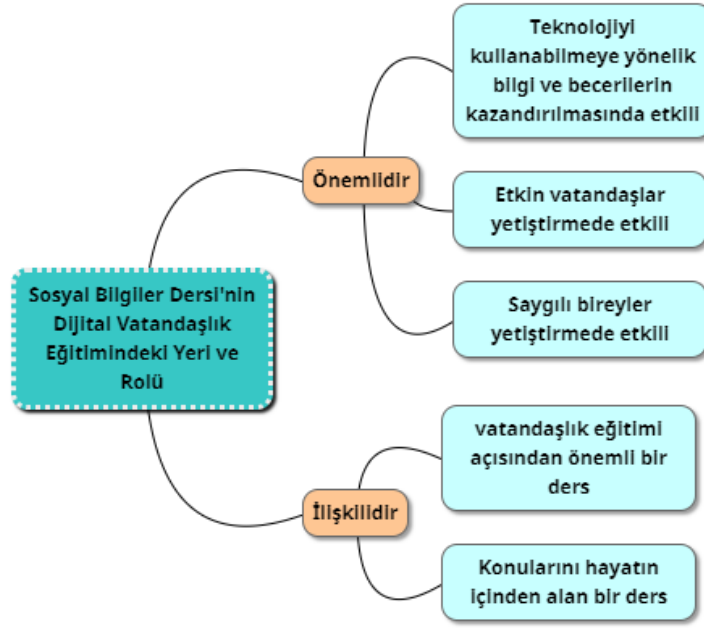 Teknolojiyi
kullanabilmeye yönelik
bilgi ve becerilerin
kazandırılmasında etkili
Önemlidir
Etkin vatandaşlar
yetiştirmede etkili
Saygılı bireyler
yetiştirmede etkili
Sosyal Bilgiler Dersi'nin
Dijital Vatandaşlık
Eğitimindeki Yeri ve
Rolü
vatandaşlık eğitimi
açısından önemli bir
ders
İlişkilidir
Konularını hayatın
içinden alan bir ders